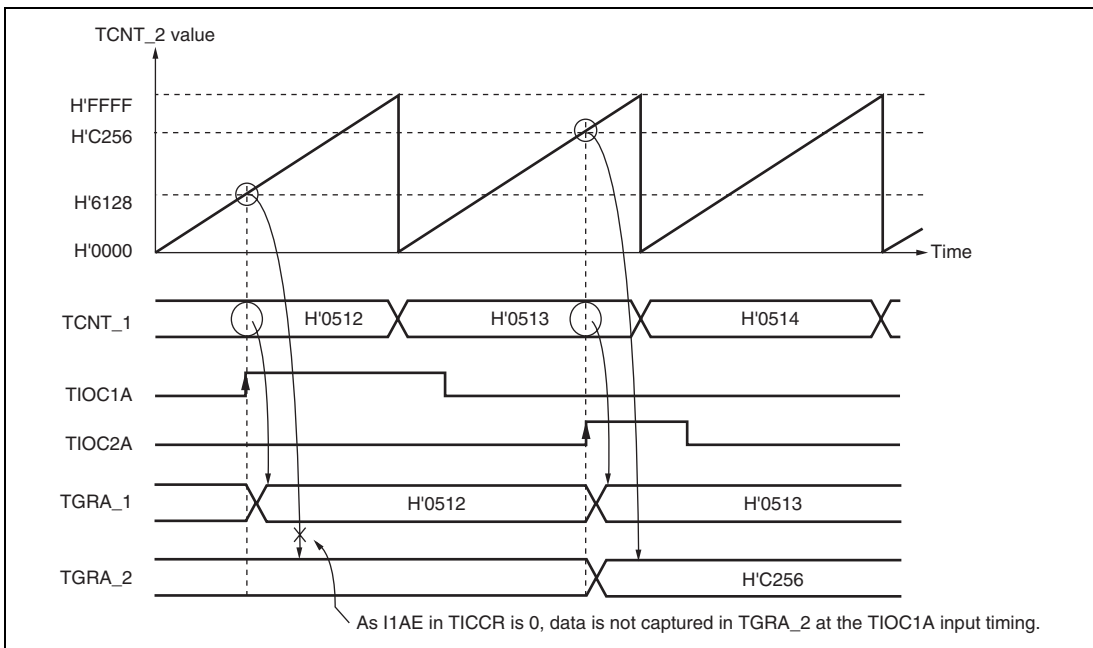 TCNT_2 value
H'FFFF
H'C256
H'6128
H'0000
Time
TCNT_1
H'0512
H'0513
H'0514
TIOC1A
TIOC2A
TGRA_1
H'0512
H'0513
TGRA_2
H'C256
As I1AE in TICCR is 0, data is not captured in TGRA_2 at the TIOC1A input timing.